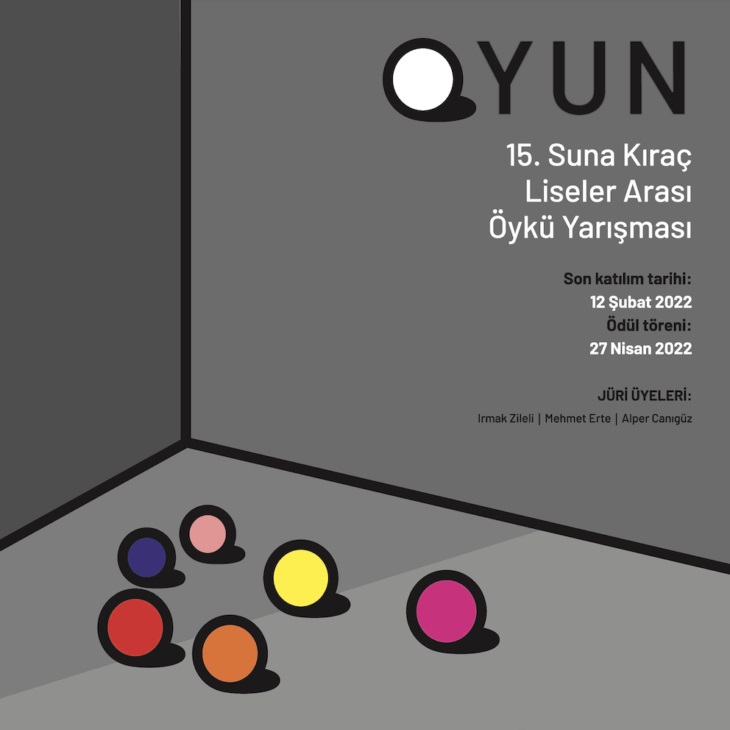 OYUN
15. Suna Kıraç
Liseler Arası
Öykü Yarışması
Son katılım tarihi:
12 Şubat 2022
Ödül töreni:
27 Nisan 2022
JÜRİ ÜYELERİ:
Irmak Zileli | Mehmet Erte | Alper Canıgüz